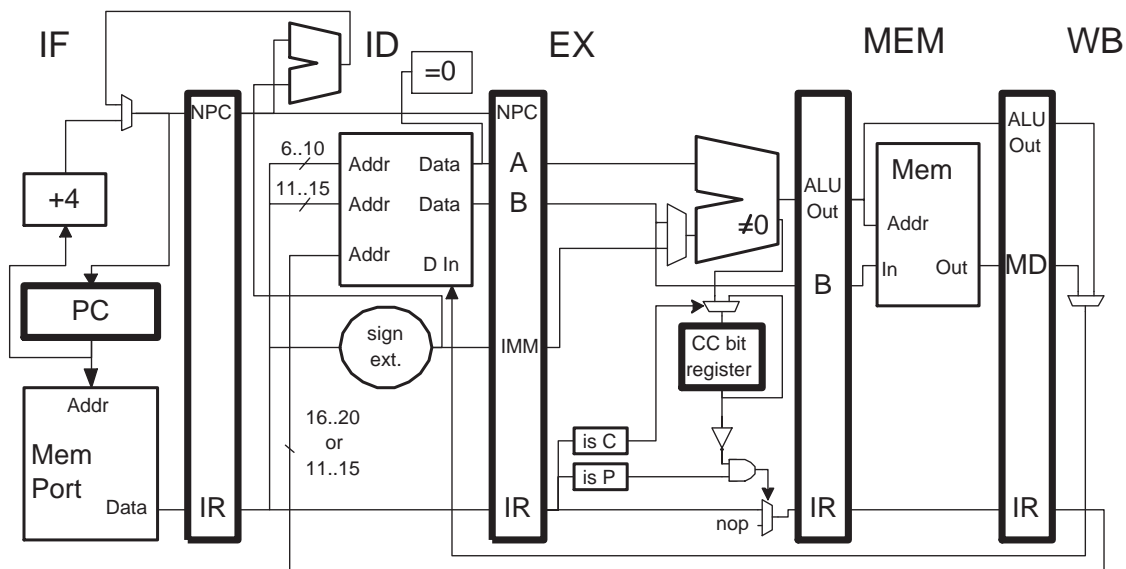 IF
ID
EX
MEM
WB
=0
NPC
NPC
ALU
Out
6..10
Addr
Data
A
Mem
+4
11..15
Addr
Data
B
ALU
Out
≠0
Addr
Addr
D In
In
Out
MD
B
PC
sign
ext.
IMM
CC bit
register
Addr
16..20
or
11..15
is C
Mem
Port
is P
Data
IR
IR
nop
IR
IR